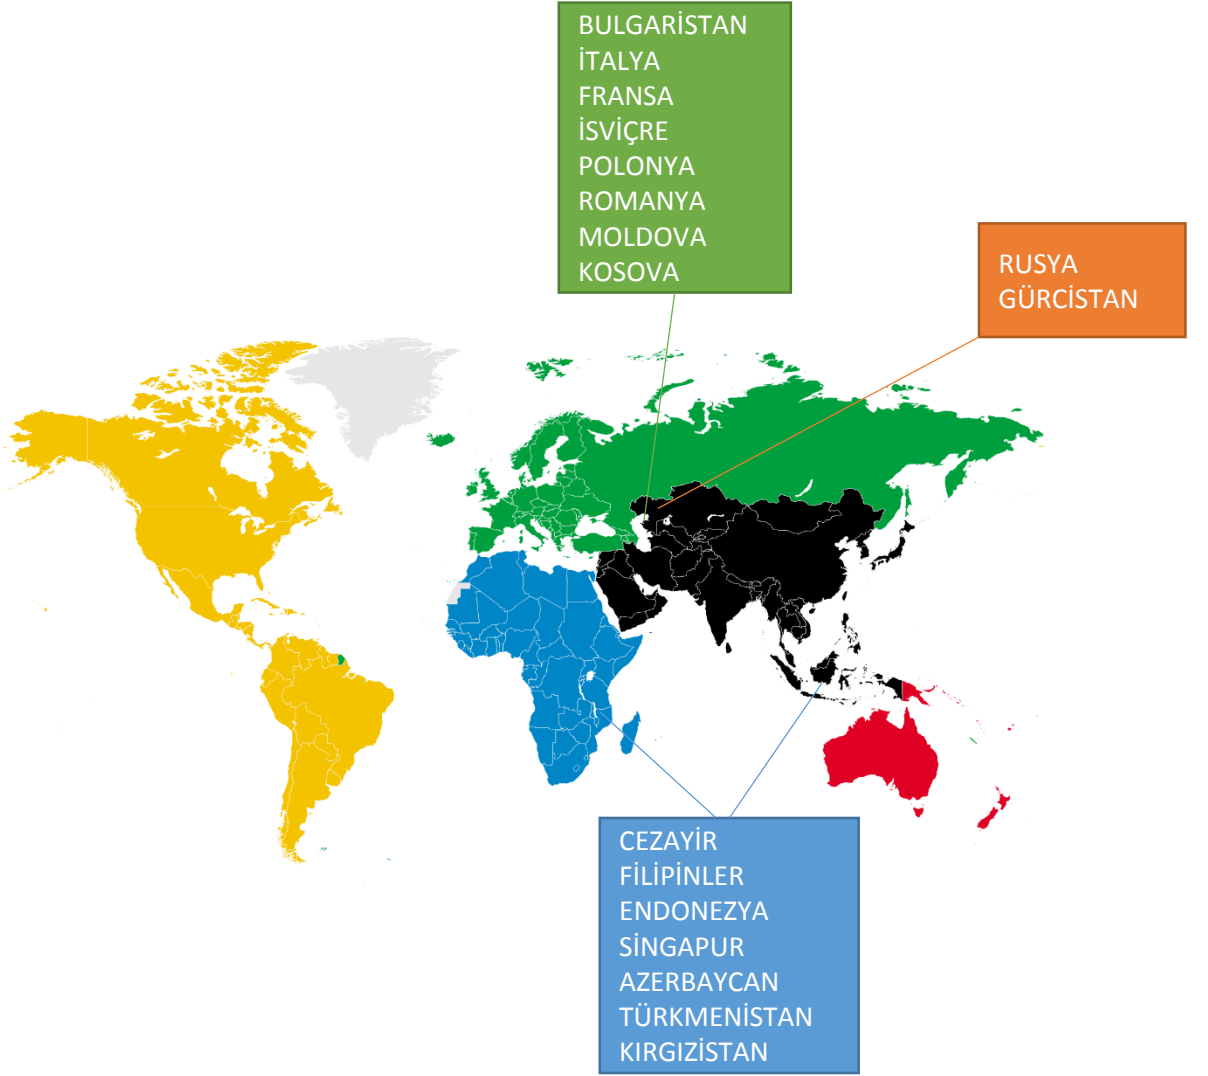 BULGARİSTAN
İTALYA
FRANSA
İSVİÇRE
POLONYA
ROMANYA
MOLDOVA
KOSOVA
RUSYA
GÜRCİSTAN
CEZAYİR
FİLİPİNLER
ENDONEZYA
SİNGAPUR
AZERBAYCAN
TÜRKMENİSTAN
KIRGIZİSTAN